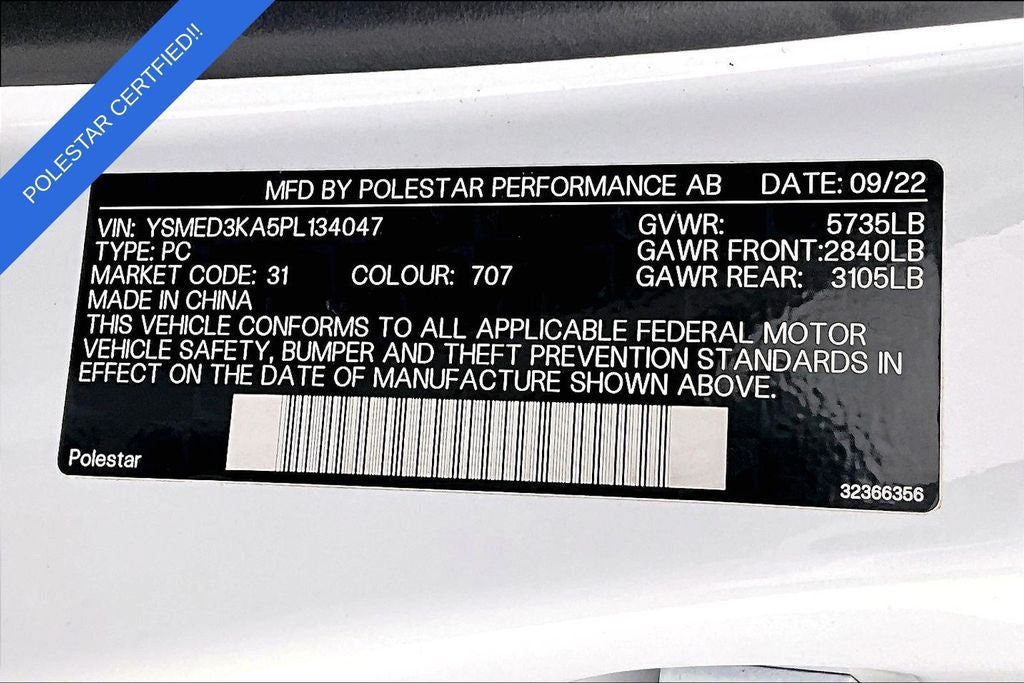 POLESTAR CERTFIED!!
MFD BY POLESTAR PERFORMANCE AB DATE: 09/22
VIN: YSMED3KA5PL134047 GVWR: 5735LB
TYPE: PC GAWR FRONT:2840LB
MARKET CODE: 31 COLOUR: 707 GAWR REAR: 3105LB
MADE IN CHINA
THIS VEHICLE CONFORMS TO ALL APPLICABLE FEDERAL MOTOR
VEHICLE SAFETY, BUMPER AND THEFT PREVENTION STANDARDS IN
EFFECT ON THE DATE OF MANUFACTURE SHOWN ABOVE.
Polestar
32366356